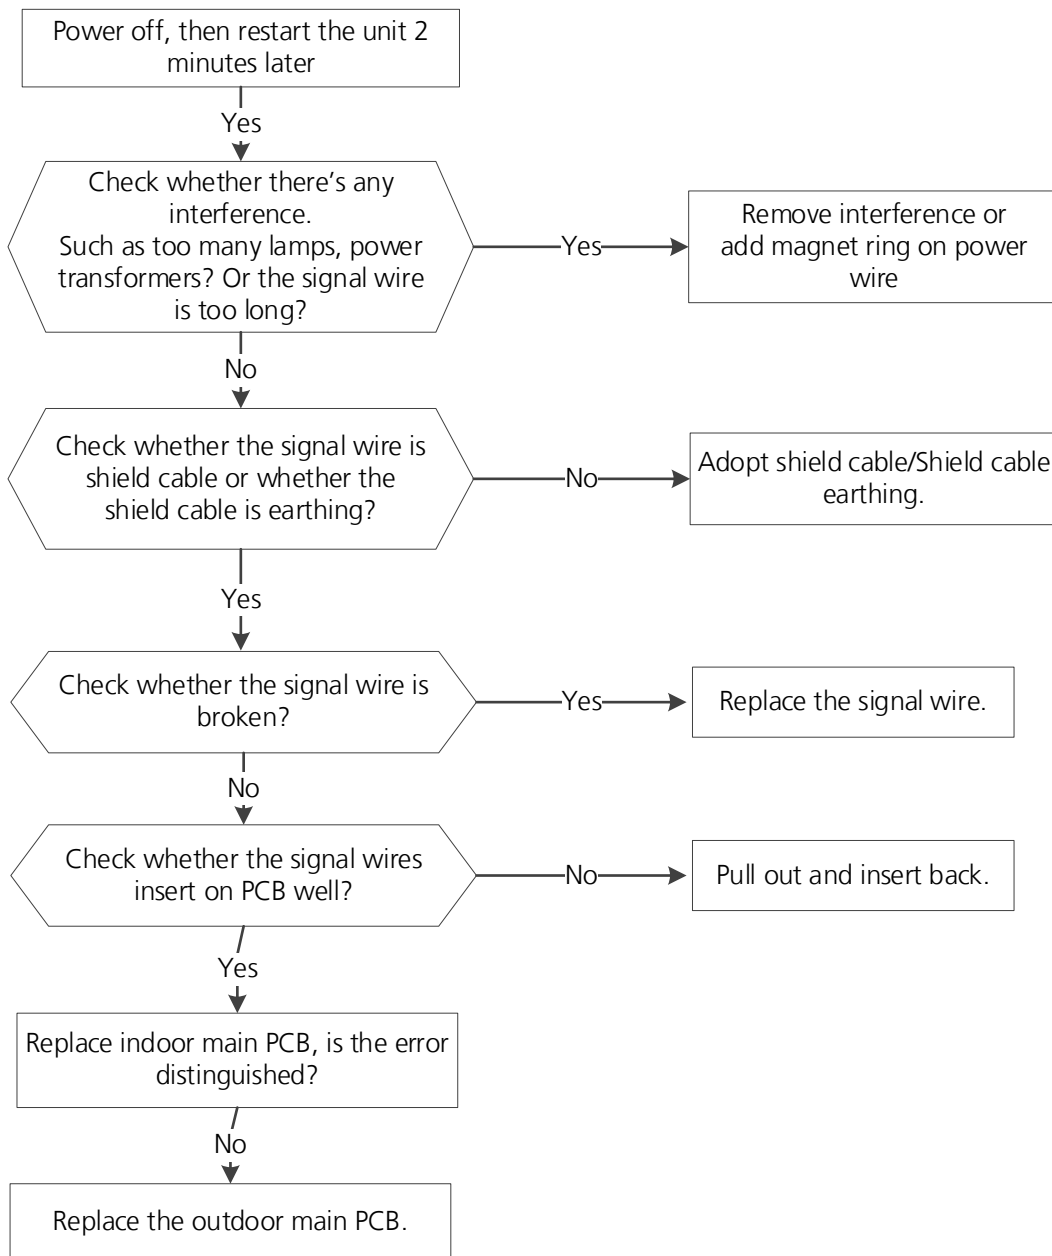 Power off, then restart the unit 2
minutes later
Yes
Check whether there’s any
interference.
Such as too many lamps, power
transformers? Or the signal wire
is too long?
Yes
Remove interference or
add magnet ring on power
wire
No
Check whether the signal wire is
shield cable or whether the
shield cable is earthing?
No
Adopt shield cable/Shield cable
earthing.
Yes
Check whether the signal wire is
broken?
Yes
Replace the signal wire.
No
Check whether the signal wires
insert on PCB well?
No
Pull out and insert back.
Yes
Replace indoor main PCB, is the error
distinguished?
No
Replace the outdoor main PCB.